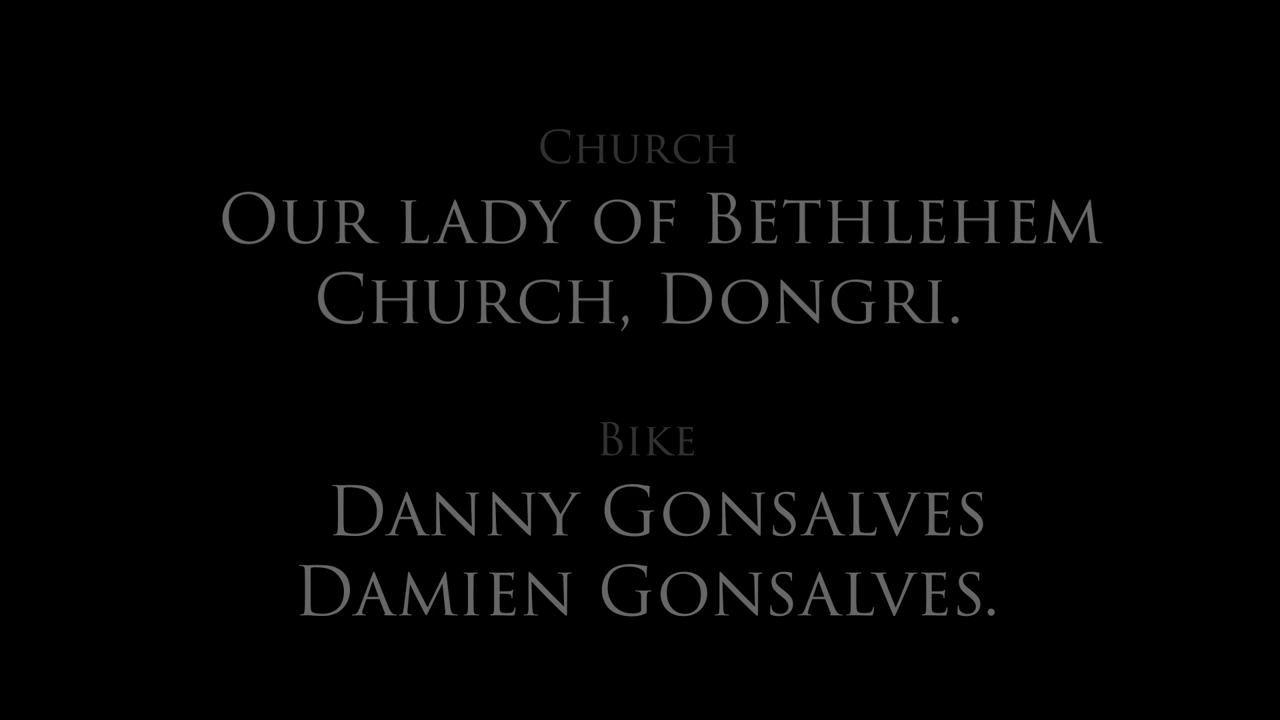 Church
Our lady of Bethlehem
Church, Dongri.
Bike
Danny Gonsalves
Damien Gonsalves.